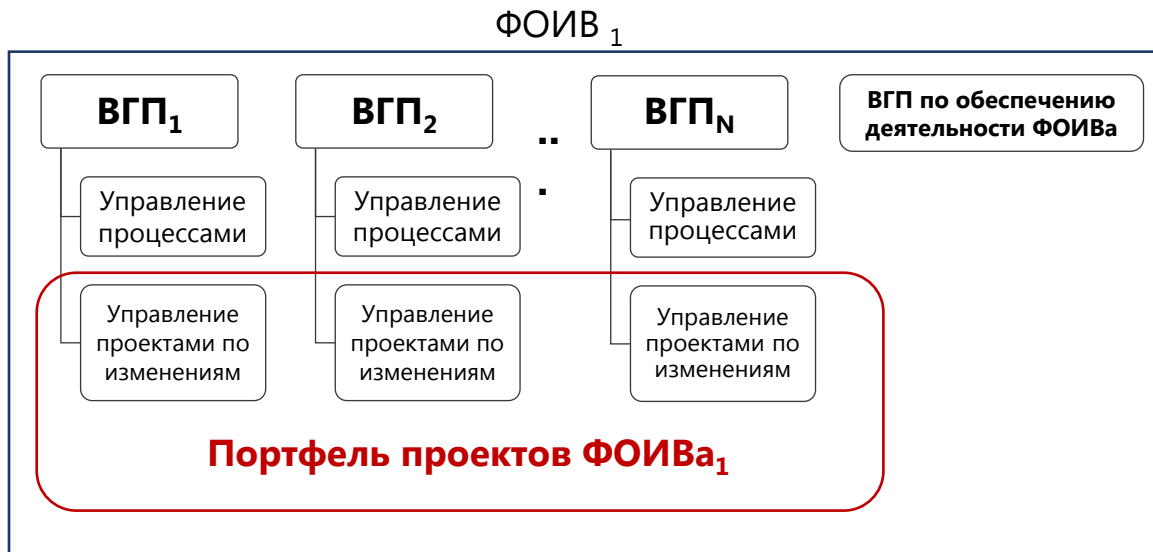 ФОИВ 1
ВГП1
ВГП2
...
ВГПN
ВГП по обеспечению
деятельности ФОИВа
Управление
процессами
Управление
процессами
Управление
процессами
Управление
проектами по
изменениям
Управление
проектами по
изменениям
Управление
проектами по
изменениям
Портфель проектов ФОИВа1